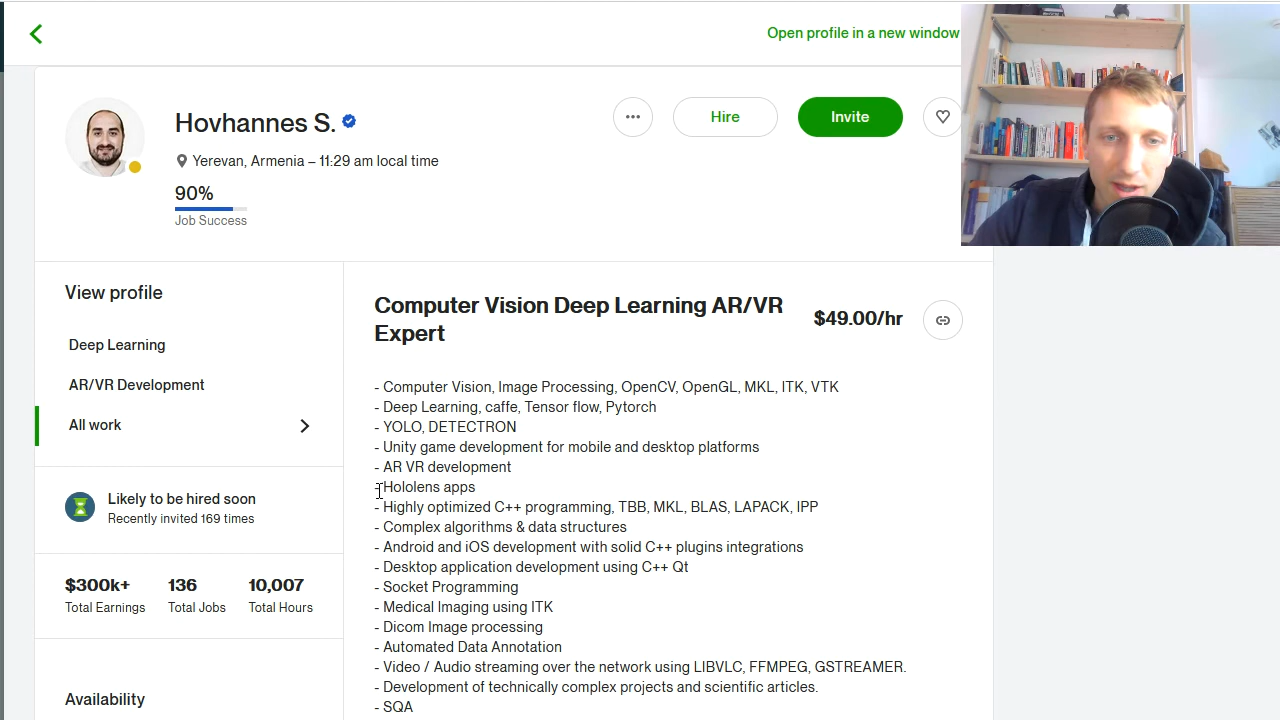 Open profile in a new window
Hovhannes S.
Yerevan, Armenia – 11:29 am local time
90%
Job Success
Hire
Invite
View profile
Deep Learning
AR/VR Development
All work
Likely to be hired soon
Recently invited 169 times
$300k+
136
10,007
Total Earnings
Total Jobs
Total Hours
Availability
Computer Vision Deep Learning AR/VR
Expert
$49.00/hr
- Computer Vision, Image Processing, OpenCV, OpenGL, MKL, ITK, VTK
- Deep Learning, caffe, Tensor flow, Pytorch
- YOLO, DETECTRON
- Unity game development for mobile and desktop platforms
- AR VR development
- Hololens apps
- Highly optimized C++ programming, TBB, MKL, BLAS, LAPACK, IPP
- Complex algorithms & data structures
- Android and iOS development with solid C++ plugins integrations
- Desktop application development using C++ Qt
- Socket Programming
- Medical Imaging using ITK
- Dicom Image processing
- Automated Data Annotation
- Video / Audio streaming over the network using LIBVLC, FFMPEG, GSTREAMER.
- Development of technically complex projects and scientific articles.
- SQA